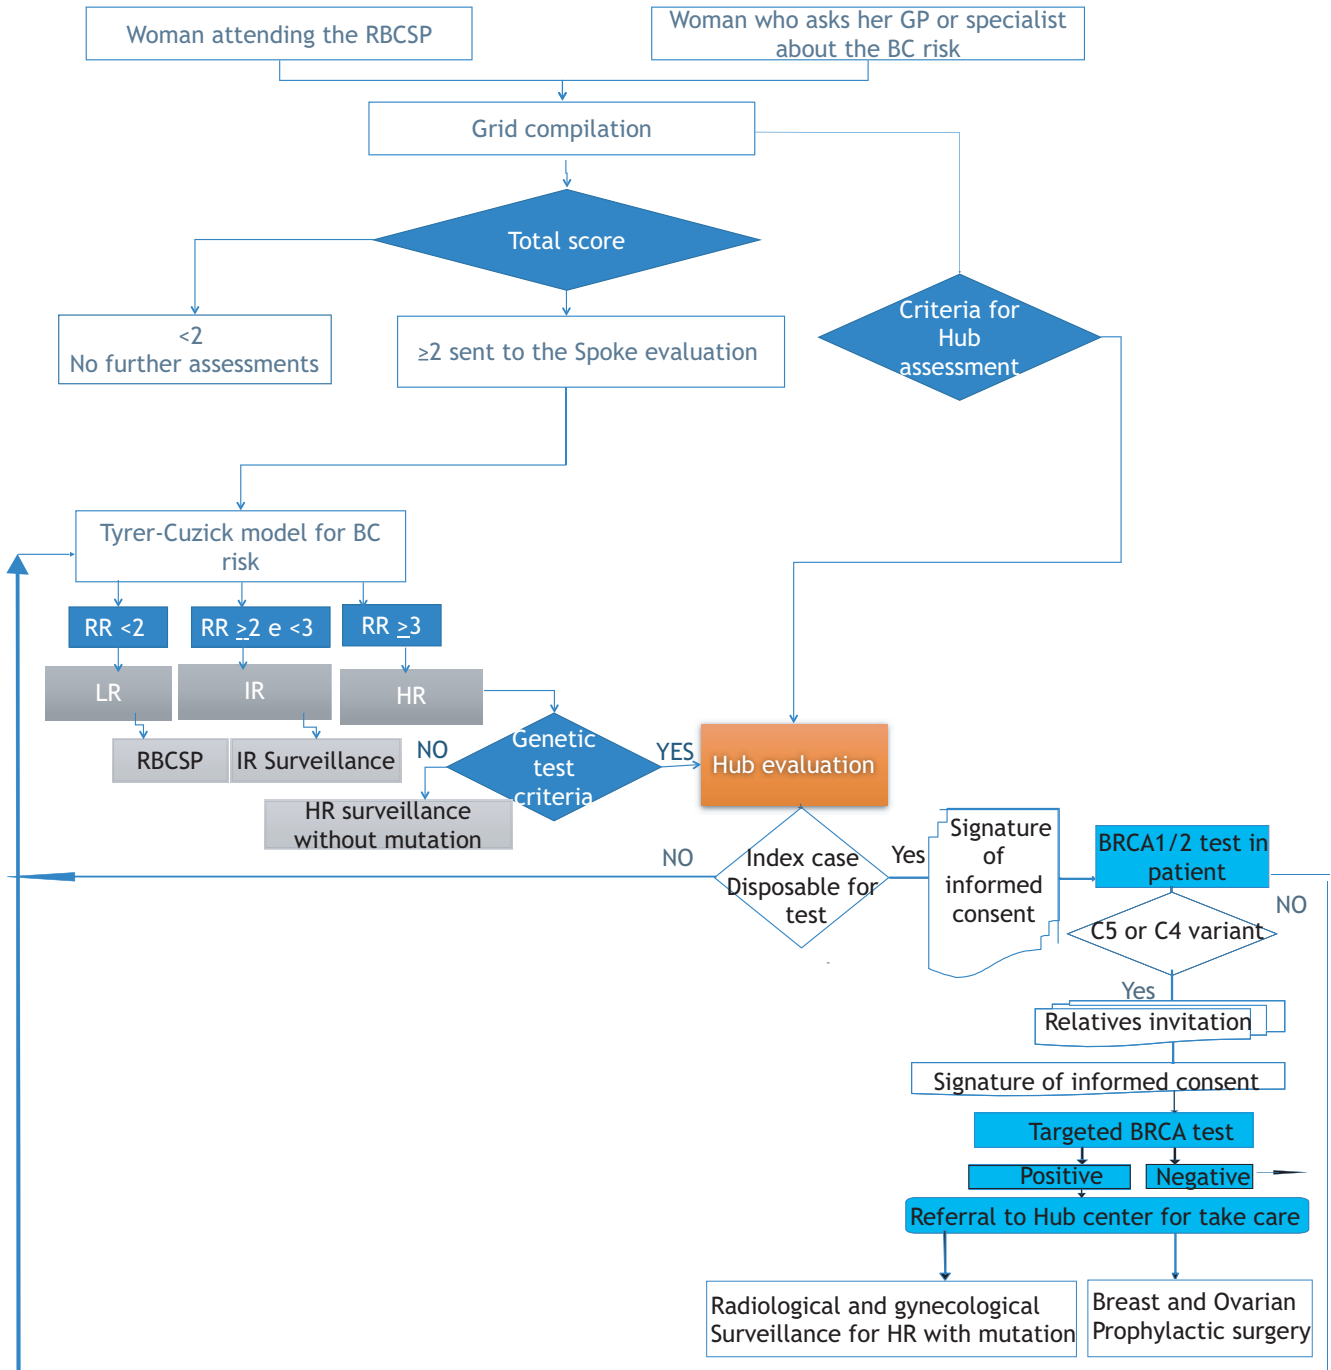 Woman attending the RBCSP
Woman who asks her GP or specialist
about the BC risk
Grid compilation
Total score
<2
No further assessments
≥2 sent to the Spoke evaluation
Criteria for
Hub
assessment
Tyrer-Cuzick model for BC
risk
RR <2
RR ≥2 e <3
RR ≥3
LR
IR
HR
RBCSP
IR Surveillance
NO
Genetic
test
criteria
YES
HR surveillance
without mutation
Hub evaluation
NO
Index case
Disposable for
test
Yes
Signature
of
informed
consent
BRCA1/2 test in
patient
NO
C5 or C4 variant
Yes
Relatives invitation
Signature of informed consent
Targeted BRCA test
Positive
Negative
Referral to Hub center for take care
Radiological and gynecological
Surveillance for HR with mutation
Breast and Ovarian
Prophylactic surgery